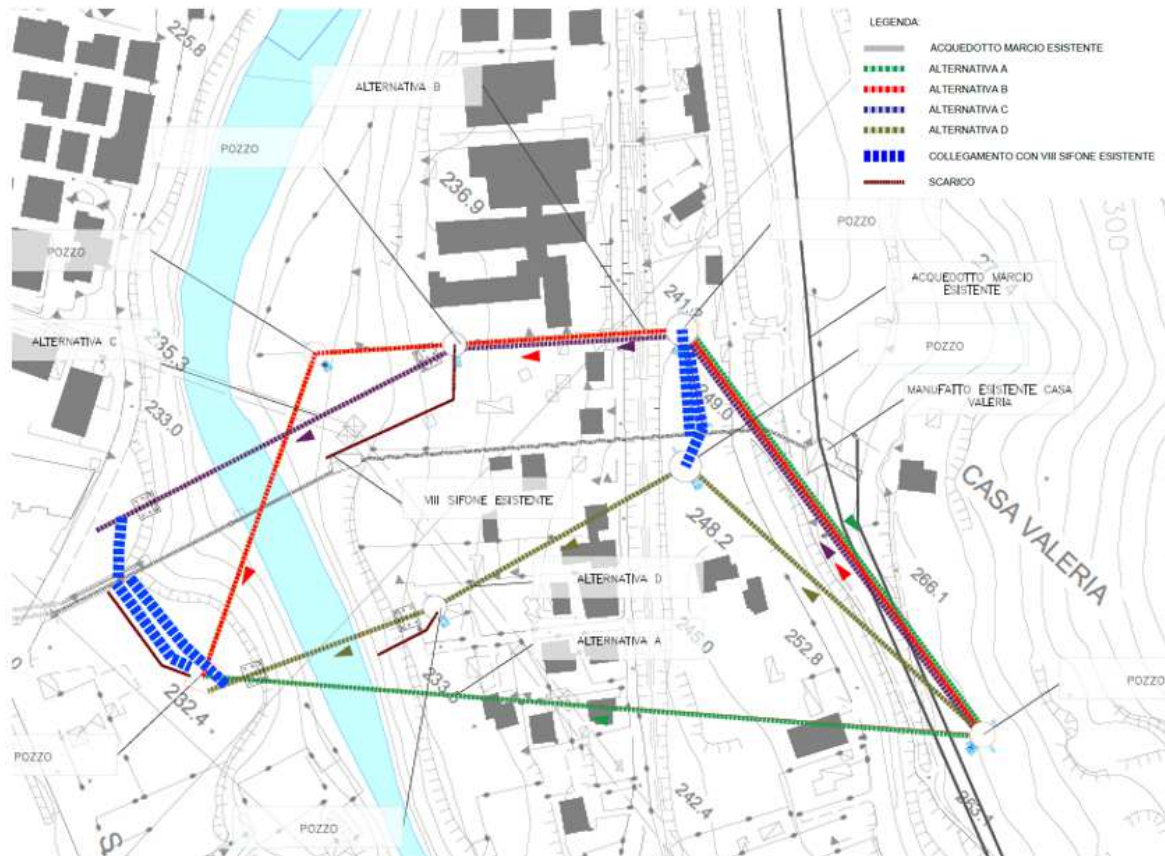 LEGENDA:
ACQUEDOTTO MARCIO ESISTENTE
ALTERNATIVA A
ALTERNATIVA B
ALTERNATIVA C
ALTERNATIVA D
COLLEGAMENTO CON VIII SIFONE ESISTENTE
SCARICO
225.8
ALTERNATIVA B
POZZO
236.9
POZZO
300
POZZO
27
ACQUEDOTTO MARCIO
ESISTENTE
241.
ALTERNATIVA C
235.3
POZZO
MANUFATTO ESISTENTE CASA
VALERIA
249.0
233.0
CASA VALERIA
VIII SIFONE ESISTENTE
248.2
ALTERNATIVA D
266.1
ALTERNATIVA A
252.8
POZZO
232.4
POZZO
242.4
POZZO
S